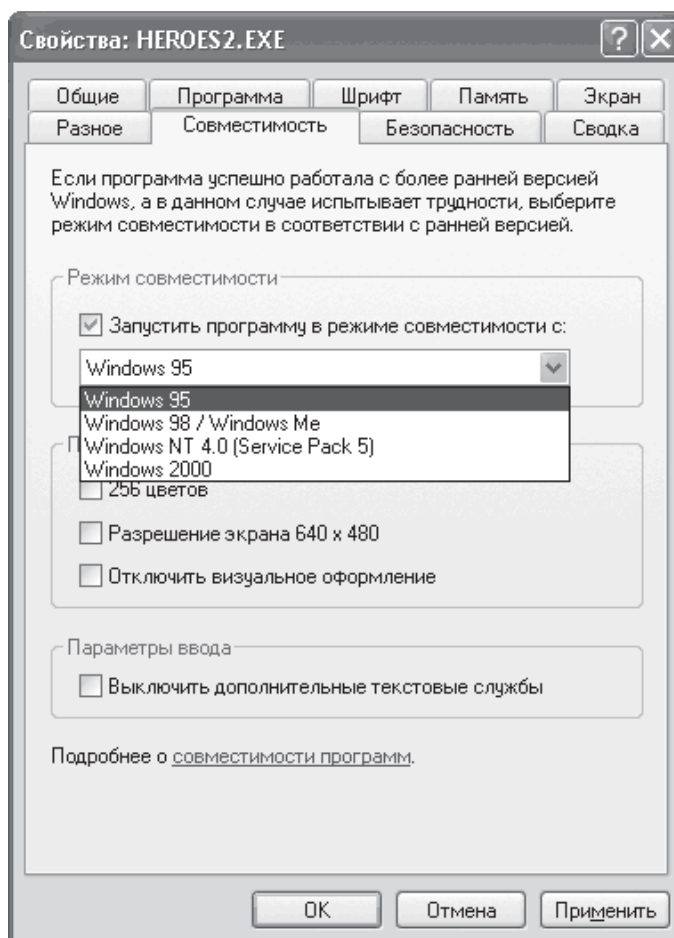 Свойства: HEROES2.EXE
Общие Программа Шрифт Память Экран
Разное Совместимость Безопасность Сводка
Если программа успешно работала с более ранней версией
Windows, а в данном случае испытывает трудности, выберите
режим совместимости в соответствии с ранней версией.
Режим совместимости
Запустить программу в режиме совместимости с:
Windows 95
Windows 95
Windows 98 / Windows Me
Windows NT 4.0 (Service Pack 5)
Windows 2000
256 цветов
Разрешение экрана 640 x 480
Отключить визуальное оформление
Параметры ввода
Выключить дополнительные текстовые службы
Подробнее о совместимости программ.
OK Отмена Применить